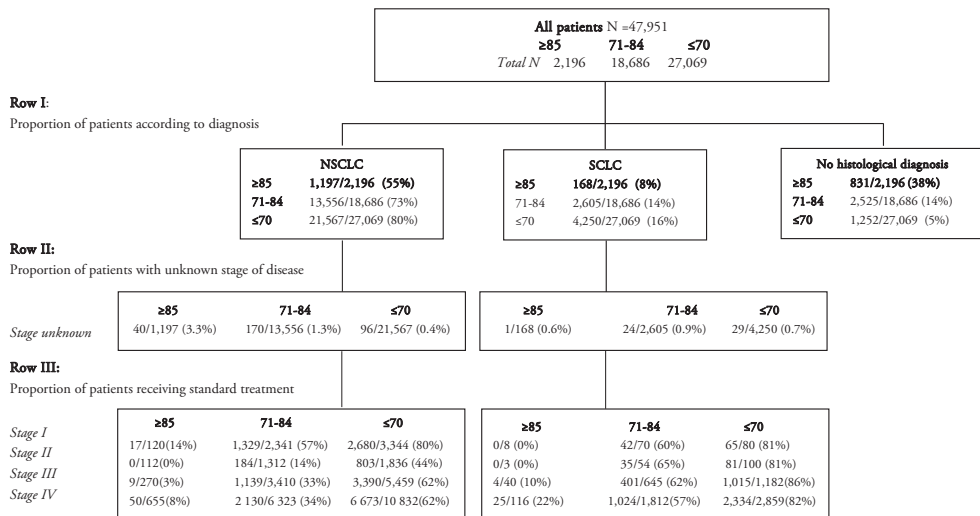 All patients N =47,951
≥85 71-84 ≤70
Total N 2,196 18,686 27,069
Row I:
Proportion of patients according to diagnosis
NSCLC
≥85 1,197/2,196 (55%)
71-84 13,556/18,686 (73%)
≤70 21,567/27,069 (80%)
SCLC
≥85 168/2,196 (8%)
71-84 2,605/18,686 (14%)
≤70 4,250/27,069 (16%)
No histological diagnosis
≥85 831/2,196 (38%)
71-84 2,525/18,686 (14%)
≤70 1,252/27,069 (5%)
Row II:
Proportion of patients with unknown stage of disease
≥85 71-84 ≤70
Stage unknown 40/1,197 (3.3%) 170/13,556 (1.3%) 96/21,567 (0.4%)
≥85 71-84 ≤70
1/168 (0.6%) 24/2,605 (0.9%) 29/4,250 (0.7%)
Row III:
Proportion of patients receiving standard treatment
≥85 71-84 ≤70
Stage I 17/120(14%) 1,329/2,341 (57%) 2,680/3,344 (80%)
Stage II 0/112(0%) 184/1,312 (14%) 803/1,836 (44%)
Stage III 9/270(3%) 1,139/3,410 (33%) 3,390/5,459 (62%)
Stage IV 50/655(8%) 2 130/6 323 (34%) 6 673/10 832(62%)
≥85 71-84 ≤70
0/8 (0%) 42/70 (60%) 65/80 (81%)
0/3 (0%) 35/54 (65%) 81/100 (81%)
4/40 (10%) 401/645 (62%) 1,015/1,182(86%)
25/116 (22%) 1,024/1,812(57%) 2,334/2,859(82%)